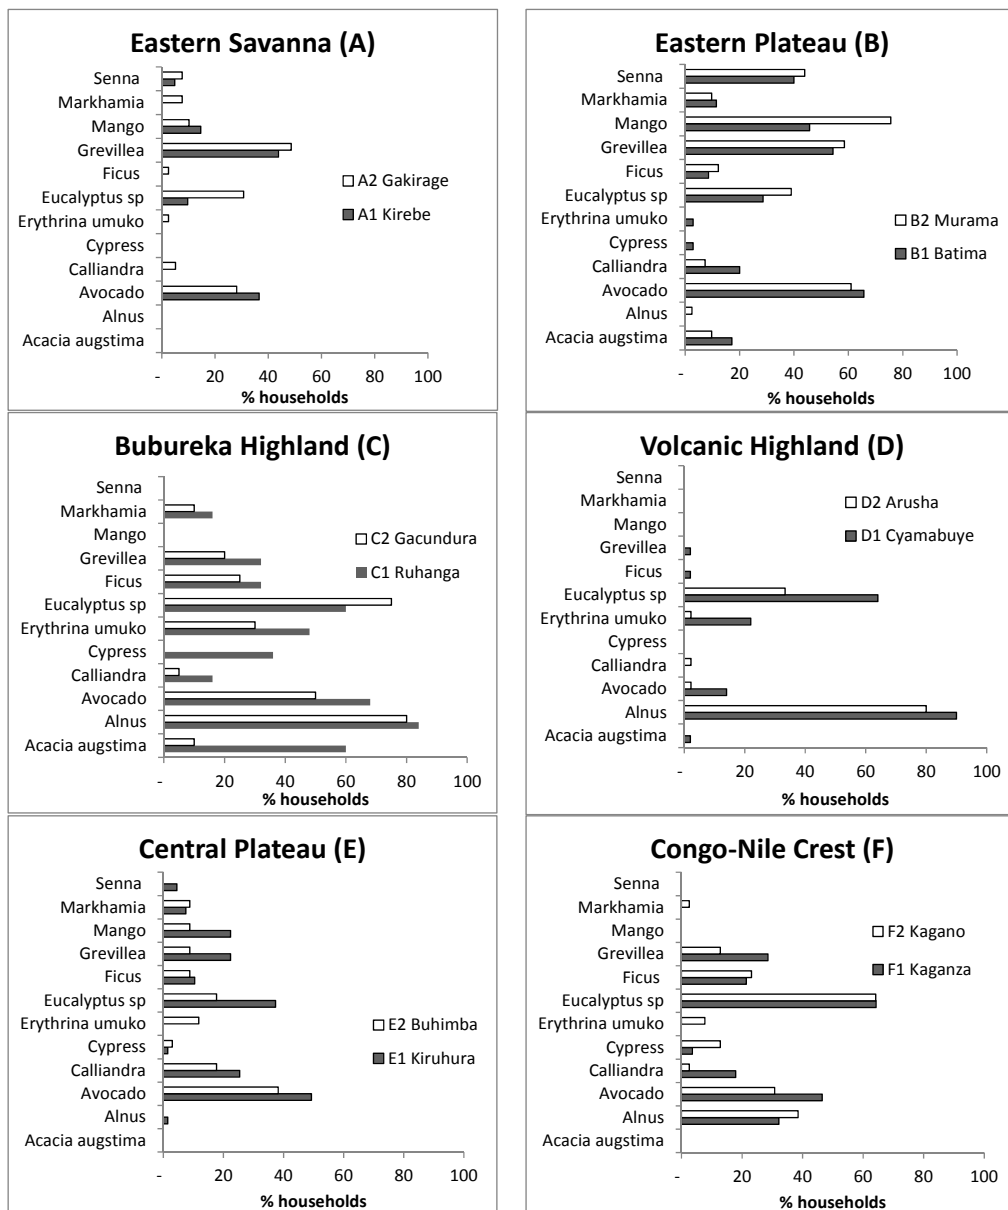 Eastern Savanna (A)
Senna
Markhamia
Mango
Grevillea
Ficus
Eucalyptus sp
Erythrina umuko
Cypress
Calliandra
Avocado
Alnus
Acacia augstima
A2 Gakirage
A1 Kirebe
- 20 40 60 80 100
% households
Eastern Plateau (B)
Senna
Markhamia
Mango
Grevillea
Ficus
Eucalyptus sp
Erythrina umuko
Cypress
Calliandra
Avocado
Alnus
Acacia augstima
B2 Murama
B1 Batima
- 20 40 60 80 100
% households
Bubureka Highland (C)
Senna
Markhamia
Mango
Grevillea
Ficus
Eucalyptus sp
Erythrina umuko
Cypress
Calliandra
Avocado
Alnus
Acacia augstima
C2 Gacundura
C1 Ruhanga
- 20 40 60 80 100
% households
Volcanic Highland (D)
Senna
Markhamia
Mango
Grevillea
Ficus
Eucalyptus sp
Erythrina umuko
Cypress
Calliandra
Avocado
Alnus
Acacia augstima
D2 Arusha
D1 Cyamabuye
- 20 40 60 80 100
% households
Central Plateau (E)
Senna
Markhamia
Mango
Grevillea
Ficus
Eucalyptus sp
Erythrina umuko
Cypress
Calliandra
Avocado
Alnus
Acacia augstima
E2 Buhimba
E1 Kiruhura
- 20 40 60 80 100
% households
Congo-Nile Crest (F)
Senna
Markhamia
Mango
Grevillea
Ficus
Eucalyptus sp
Erythrina umuko
Cypress
Calliandra
Avocado
Alnus
Acacia augstima
F2 Kagano
F1 Kaganza
- 20 40 60 80 100
% households